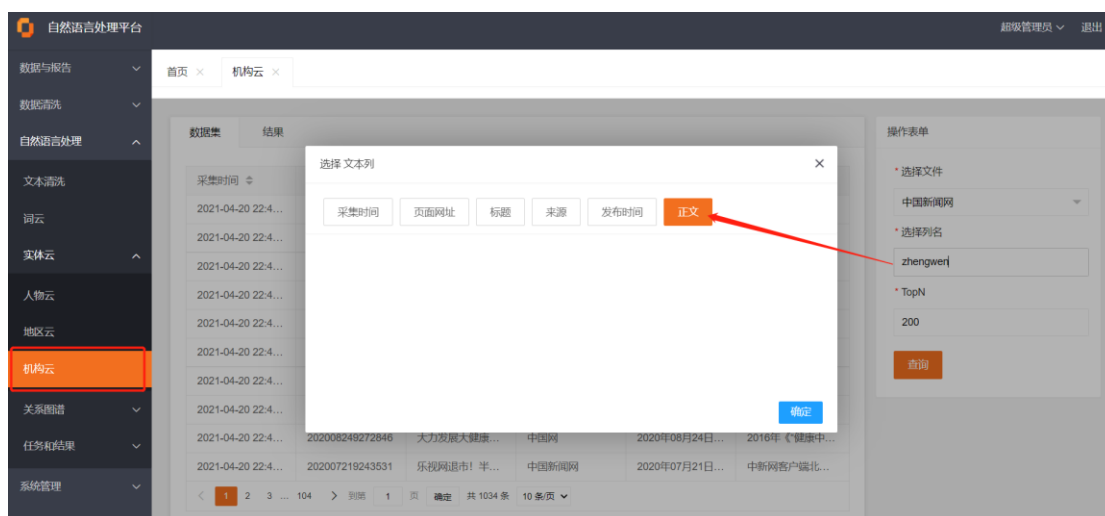 自然语言处理平台
超级管理员 退出
数据与报告
数据清洗
自然语言处理
文本清洗
词云
实体云
人物云
地区云
机构云
关系图谱
任务和结果
系统管理
首页 × 机构云 ×
数据集 结果
采集时间
2021-04-20 22:4...
2021-04-20 22:4...
2021-04-20 22:4...
2021-04-20 22:4...
2021-04-20 22:4...
2021-04-20 22:4...
2021-04-20 22:4...
2021-04-20 22:4...
2021-04-20 22:4... 202008249272846 大力发展大健康... 中国网 2020年08月24日... 2016年《“健康中...
2021-04-20 22:4... 202007219243531 乐视网退市！半... 中国新闻网 2020年07月21日... 中新网客户端北...
< 1 2 3 ... 104 > 到第 1 页 确定 共 1034 条 10 条/页
选择 文本列 ×
采集时间 页面网址 标题 来源 发布时间 正文
确定
操作表单
* 选择文件
中国新闻网
* 选择列名
zhengwen
* TopN
200
查询